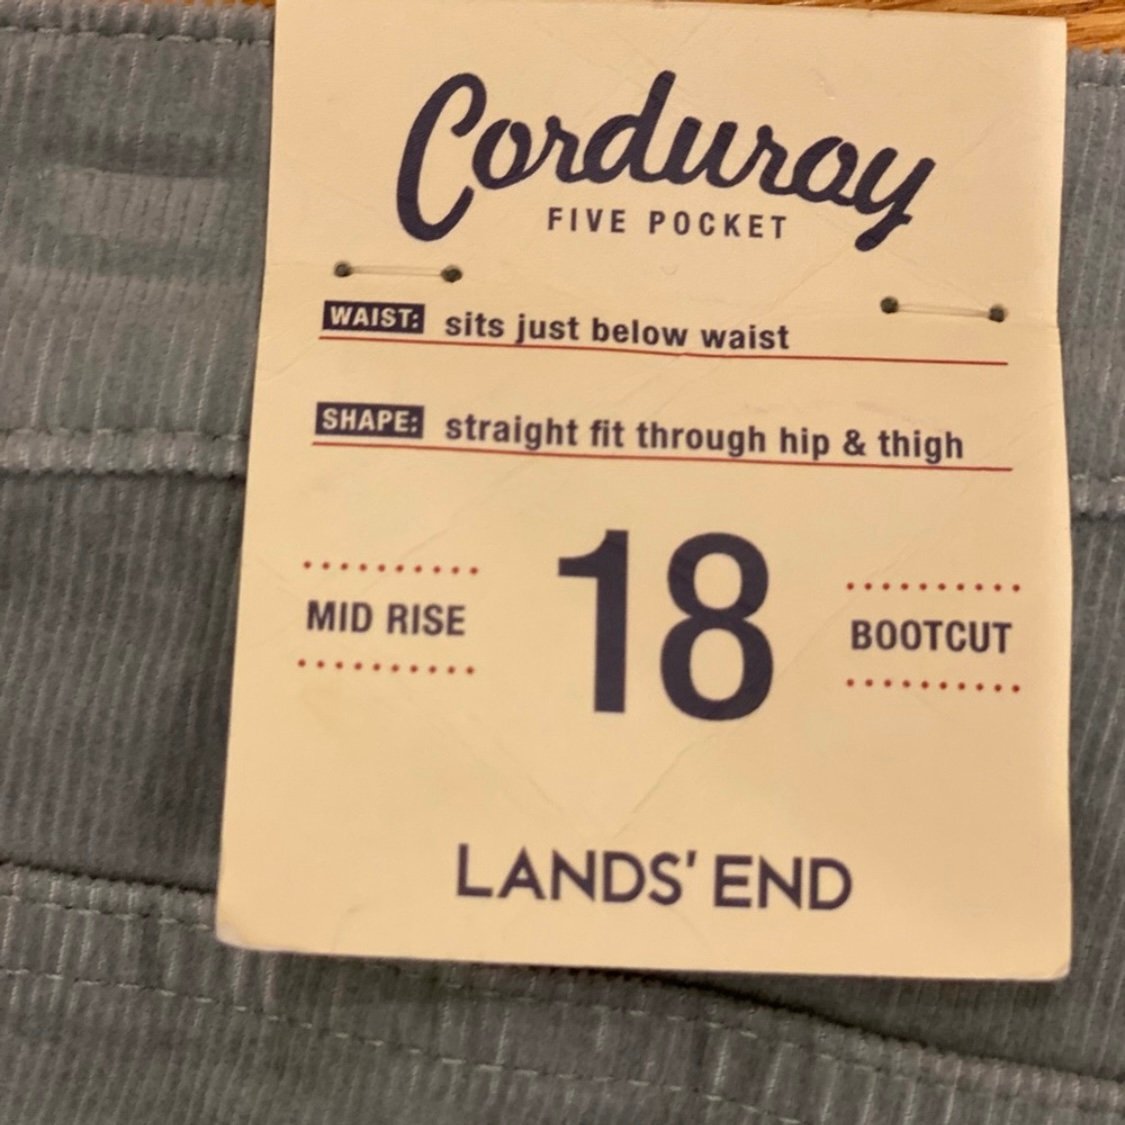 Corduroy
FIVE POCKET
WAIST: sits just below waist
SHAPE: straight fit through hip & thigh
MID RISE
18
BOOTCUT
LANDS' END